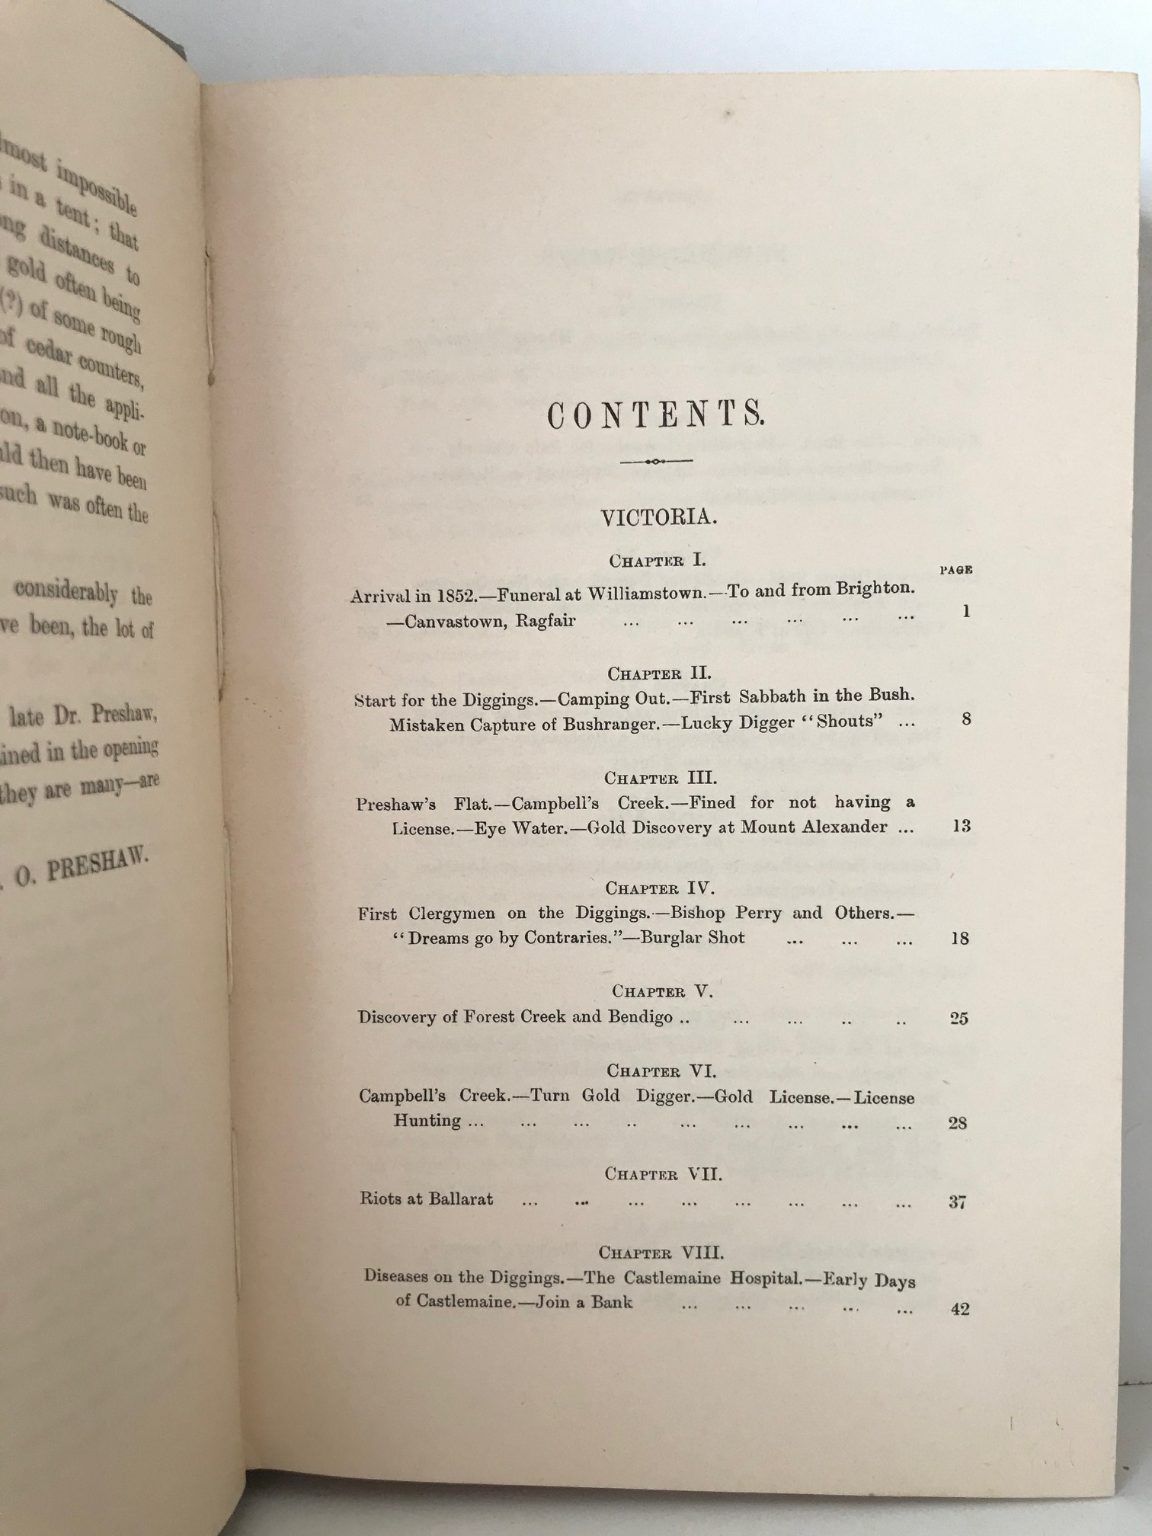 most impossible
in a tent; that
distances to
gold often being
(?) of some rough
of cedar counters,
all the appli-
a note-book or
then have been
such was often the
considerably the
been, the lot of
late Dr. Preshaw,
in the opening
they are many—are
O. PRESHAW.
CONTENTS.
VICTORIA.
CHAPTER I.
PAGE
Arrival in 1852.—Funeral at Williamstown.—To and from Brighton.
—Canvastown, Ragfair ... ... ... ... ... ... 1
CHAPTER II.
Start for the Diggings.—Camping Out.—First Sabbath in the Bush.
Mistaken Capture of Bushranger.—Lucky Digger "Shouts" ... 8
CHAPTER III.
Preshaw's Flat.—Campbell's Creek.—Fined for not having a
License.—Eye Water.—Gold Discovery at Mount Alexander ... 13
CHAPTER IV.
First Clergymen on the Diggings.—Bishop Perry and Others.—
"Dreams go by Contraries."—Burglar Shot ... ... ... 18
CHAPTER V.
Discovery of Forest Creek and Bendigo .. ... ... .. .. 25
CHAPTER VI.
Campbell's Creek.—Turn Gold Digger.—Gold License.—License
Hunting ... ... ... .. ... ... ... ... ... 28
CHAPTER VII.
Riots at Ballarat ... ... ... ... ... ... ... ... 37
CHAPTER VIII.
Diseases on the Diggings.—The Castlemaine Hospital.—Early Days
of Castlemaine.—Join a Bank ... ... ... ... ... 42